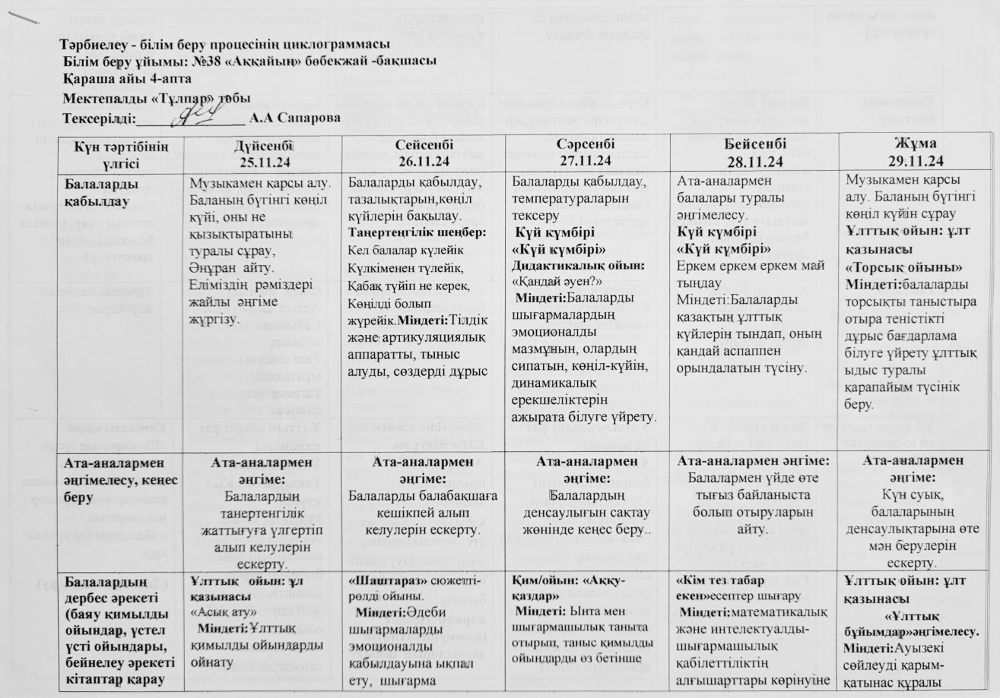 Тәрбиелеу - білім беру процесінің циклограммасы
Білім беру ұйымы: №38 «Аққайың» бөбекжай -бақшасы
Қараша айы 4-апта
Мектепалды «Тұлпар» тобы
Тексерілді: А.А Сапарова
Күн тәртібінің
үлгісі
Дүйсенбі
25.11.24
Сейсенбі
26.11.24
Сәрсенбі
27.11.24
Бейсенбі
28.11.24
Жұма
29.11.24
Балаларды
қабылдау
Музыкамен қарсы алу.
Баланың бүгінгі көңіл
күйі, оны не
қызықтыратыны
туралы сұрау,
Әнұран айту.
Еліміздің рәміздері
жайлы әңгіме
жүргізу.
Балаларды қабылдау,
тазалықтарын,көңіл
күйлерін бақылау.
Таңертеңгілік шеңбер:
Кел балалар күлейік
Күлкіменен түлейік,
Қабақ түйіп не керек,
Көңілді болып
жүрейік.Міндеті:Тілдік
және артикуляциялық
аппаратты, тыныс
алуды, сөздерді дұрыс
Балаларды қабылдау,
температураларын
тексеру
Күй күмбірі
«Күй күмбірі»
Дидактикалық ойын:
«Қандай әуен?»
Міндеті:Балаларды
шығармалардың
эмоционалды
мазмұнын, олардың
сипатын, көңіл-күйін,
динамикалық
ерекшеліктерін
ажырата білуге үйрету.
Ата-аналармен
балалары туралы
әңгімелесу.
Күй күмбірі
«Күй күмбірі»
Еркем еркем еркем май
тыңдау
Міндеті:Балаларды
қазақтың ұлттық
күйлерін тындап, оның
қандай аспаппен
орындалатын түсіну.
Музыкамен қарсы
алу. Баланың бүгінгі
көңіл күйін сұрау
Ұлттық ойын: ұлт
қазынасы
«Торсық ойыны»
Міндеті:балаларды
торсықты таныстыра
отыра теністікті
дұрыс бағдарлама
білуге үйрету ұлттық
ыдыс туралы
қарапайым түсінік
беру.
Ата-аналармен
әңгімелесу, кеңес
беру
Ата-аналармен
әңгіме:
Балалардың
танертенгілік
жаттығуға үлгертіп
алып келулерін
ескерту.
Ата-аналармен
әңгіме:
Балаларды балабақшаға
кешікпей алып
келулерін ескерту.
Ата-аналармен
әңгіме:
Балалардың
денсаулығын сақтау
жөнінде кеңес беру..
Ата-аналармен әңгіме:
Балалармен үйде өте
тығыз байланыста
болып отыруларын
айту.
Ата-аналармен
әңгіме:
Күн суық,
балаларының
денсаулықтарына өте
мән берулерін
ескерту.
Балалардың
дербес әрекеті
(баяу қимылды
ойындар, үстел
үсті ойындары,
бейнелеу әрекеті
кітаптар қарау
Ұлттық ойын: ұл
қазынасы
«Асық ату»
Міндеті:Ұлттық
қимылды ойындарды
ойнату
«Шаштараз» сюжетті-
рөлді ойыны.
Міндеті:Әдеби
шығармаларды
эмоционалды
қабылдауына ықпал
ету, шығарма
Қим/ойын: «Аққу-
қаздар»
Міндеті: Ынта мен
шығармашылық таныта
отырып, таныс қимылды
ойындарды өз бетінше
«Кім тез табар
екен»есептер шығару
Міндеті:математикалық
және интелектуалды-
шығармашылық
қабілеттіліктің
алғышарттары көрінуіне
Ұлттық ойын: ұлт
қазынасы
«Ұлттық
бұйымдар»әңгімелесу.
Міндеті:Ауызекі
сөйлеуді қарым-
қатынас құралы